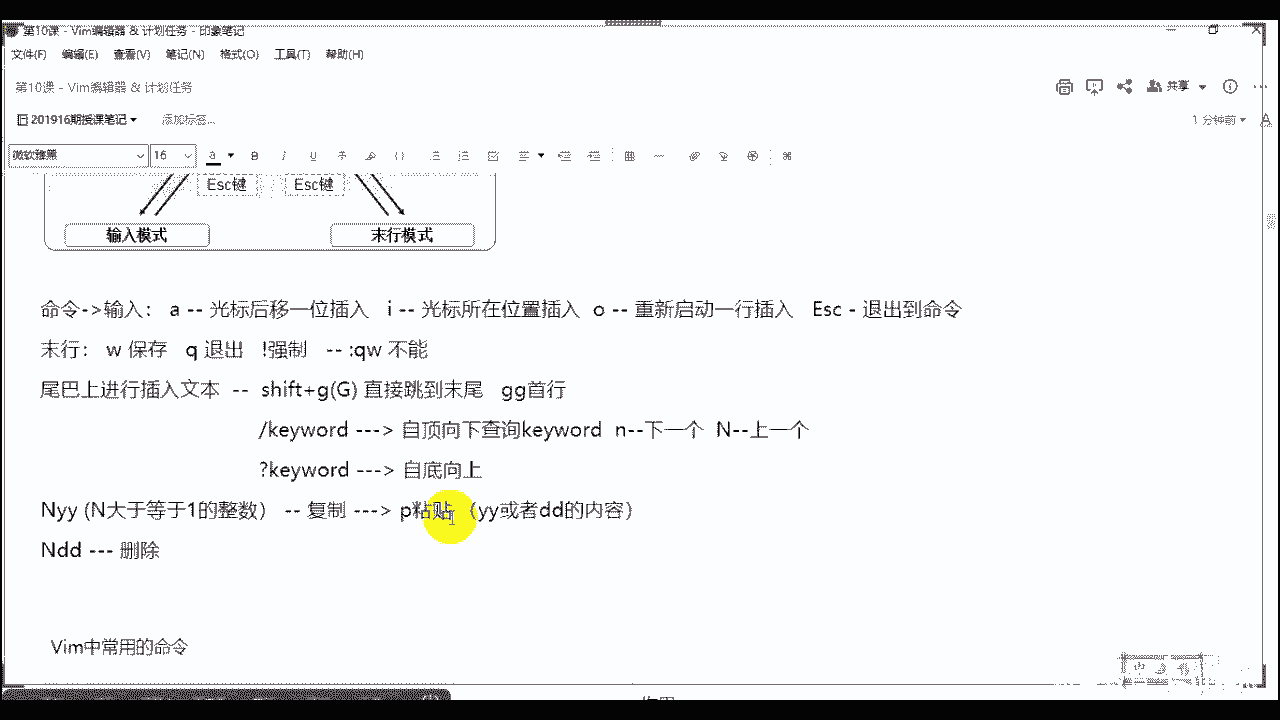 第10课 - Vim编辑器 & 计划任务 - 印象笔记
文件(F) 编辑(E) 查看(V) 笔记(N) 格式(O) 工具(T) 帮助(H)
第10课 - Vim编辑器 & 计划任务
共享
201916期授课笔记 添加标签...
1 分钟前
微软雅黑 16
Esc键 Esc键
输入模式 末行模式
命令->输入: a -- 光标后移一位插入 i -- 光标所在位置插入 o -- 重新启动一行插入 Esc - 退出到命令
末行: w 保存 q 退出 !强制 -- :qw 不能
尾巴上进行插入文本 -- shift+g(G) 直接跳到末尾 gg首行
/keyword ---> 自顶向下查询keyword n--下一个 N--上一个
?keyword ---> 自底向上
Nyy (N大于等于1的整数) -- 复制 ---> p粘贴 (yy或者dd的内容)
Ndd --- 删除
Vim中常用的命令